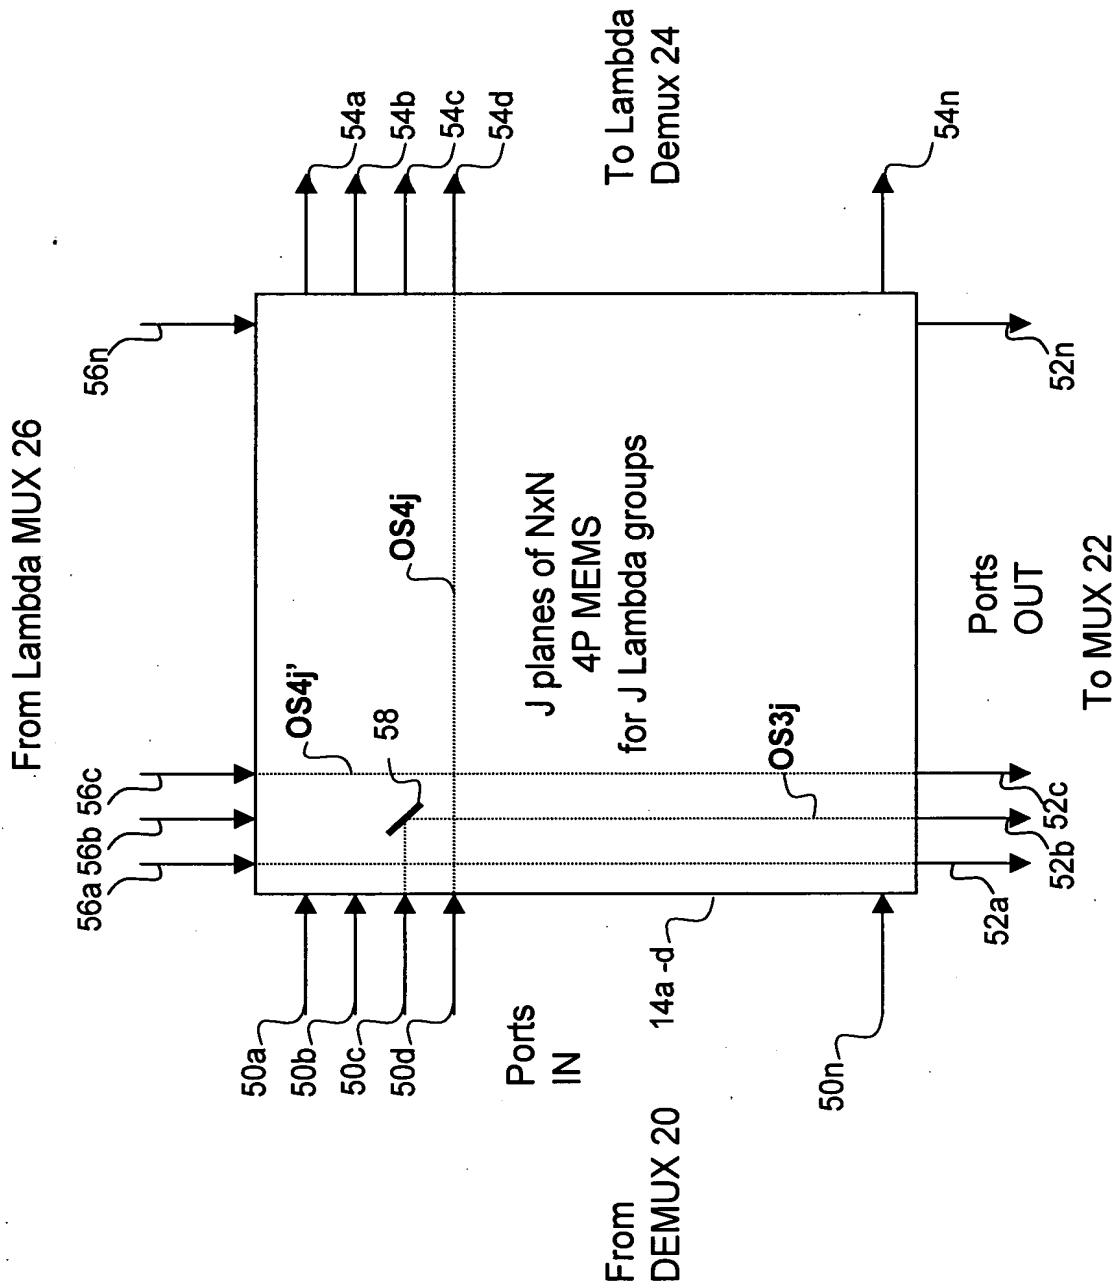 From Lambda MUX 26
56a
56b
56c
56n
50a
50b
50c
50d
50n
Ports
IN
From
DEMUX 20
OS4j'
58
OS4j
J planes of NxN
4P MEMS
for J Lambda groups
OS3j
14a -d
54a
54b
54c
54d
54n
To Lambda
Demux 24
52a
52b
52c
52n
Ports
OUT
To MUX 22